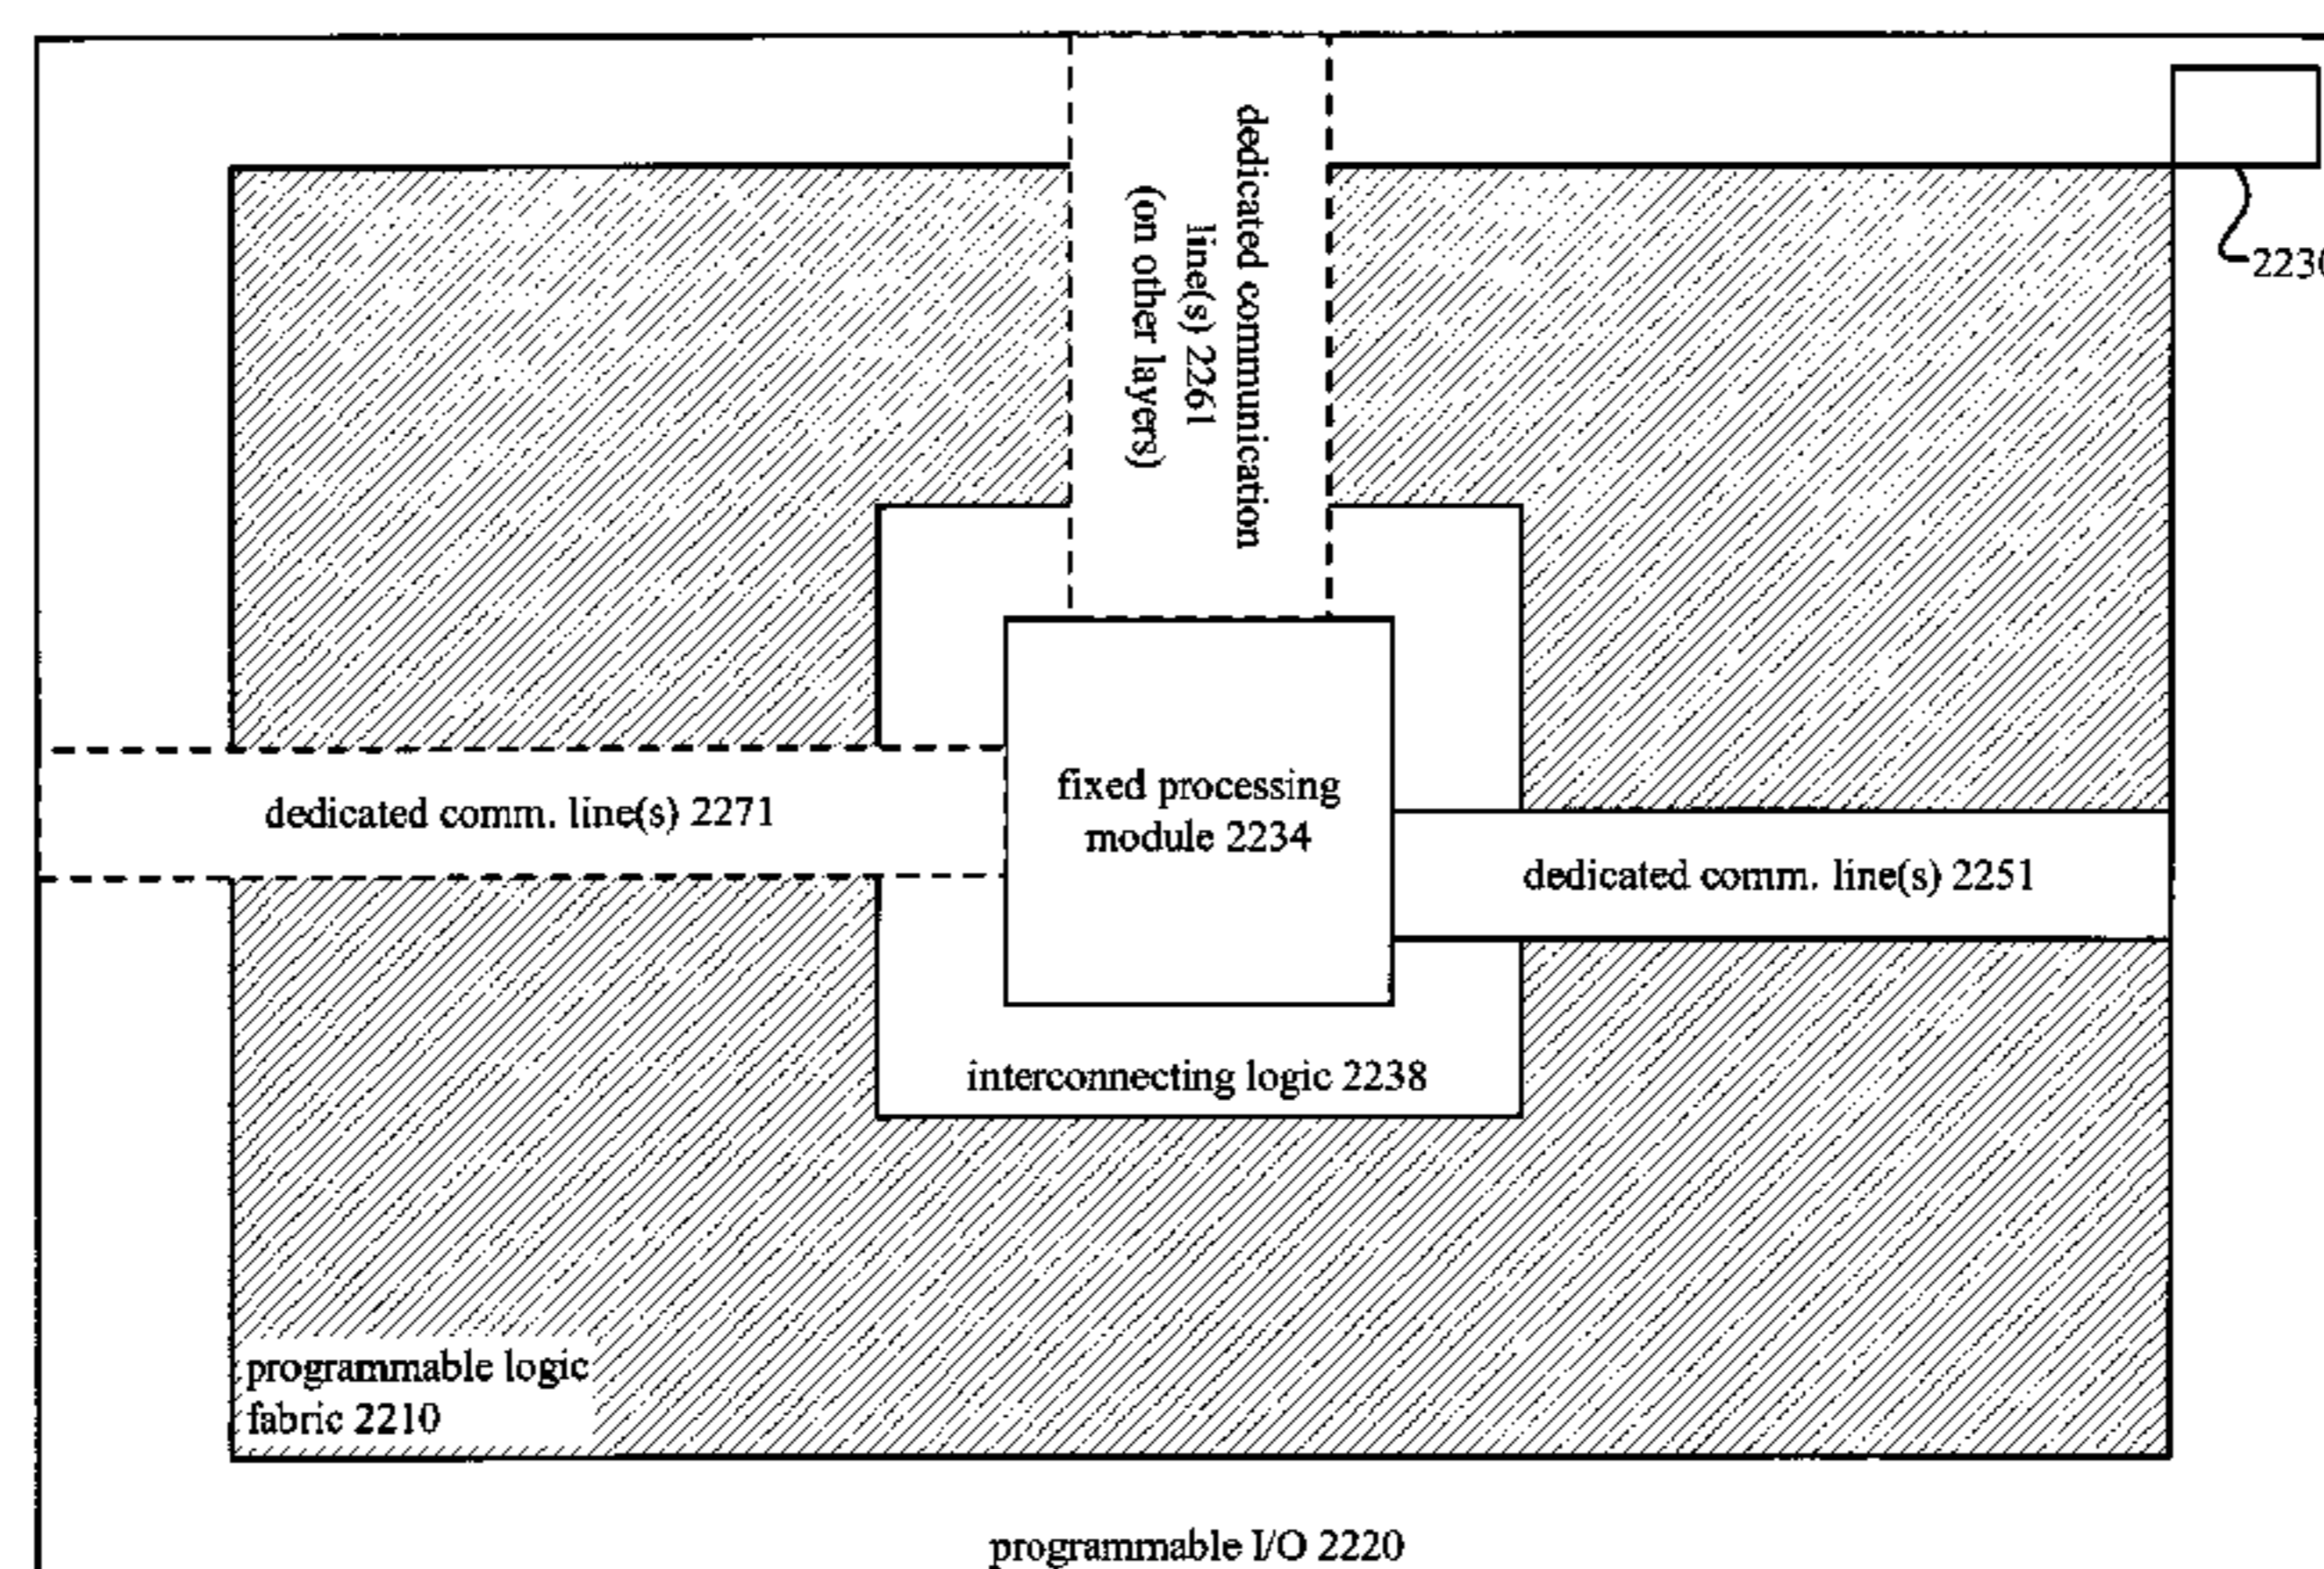 dedicated communication
line(s) 2261
(on other layers)
dedicated comm. line(s) 2271
fixed processing
module 2234
dedicated comm. line(s) 2251
interconnecting logic 2238
programmable logic
fabric 2210
programmable I/O 2220